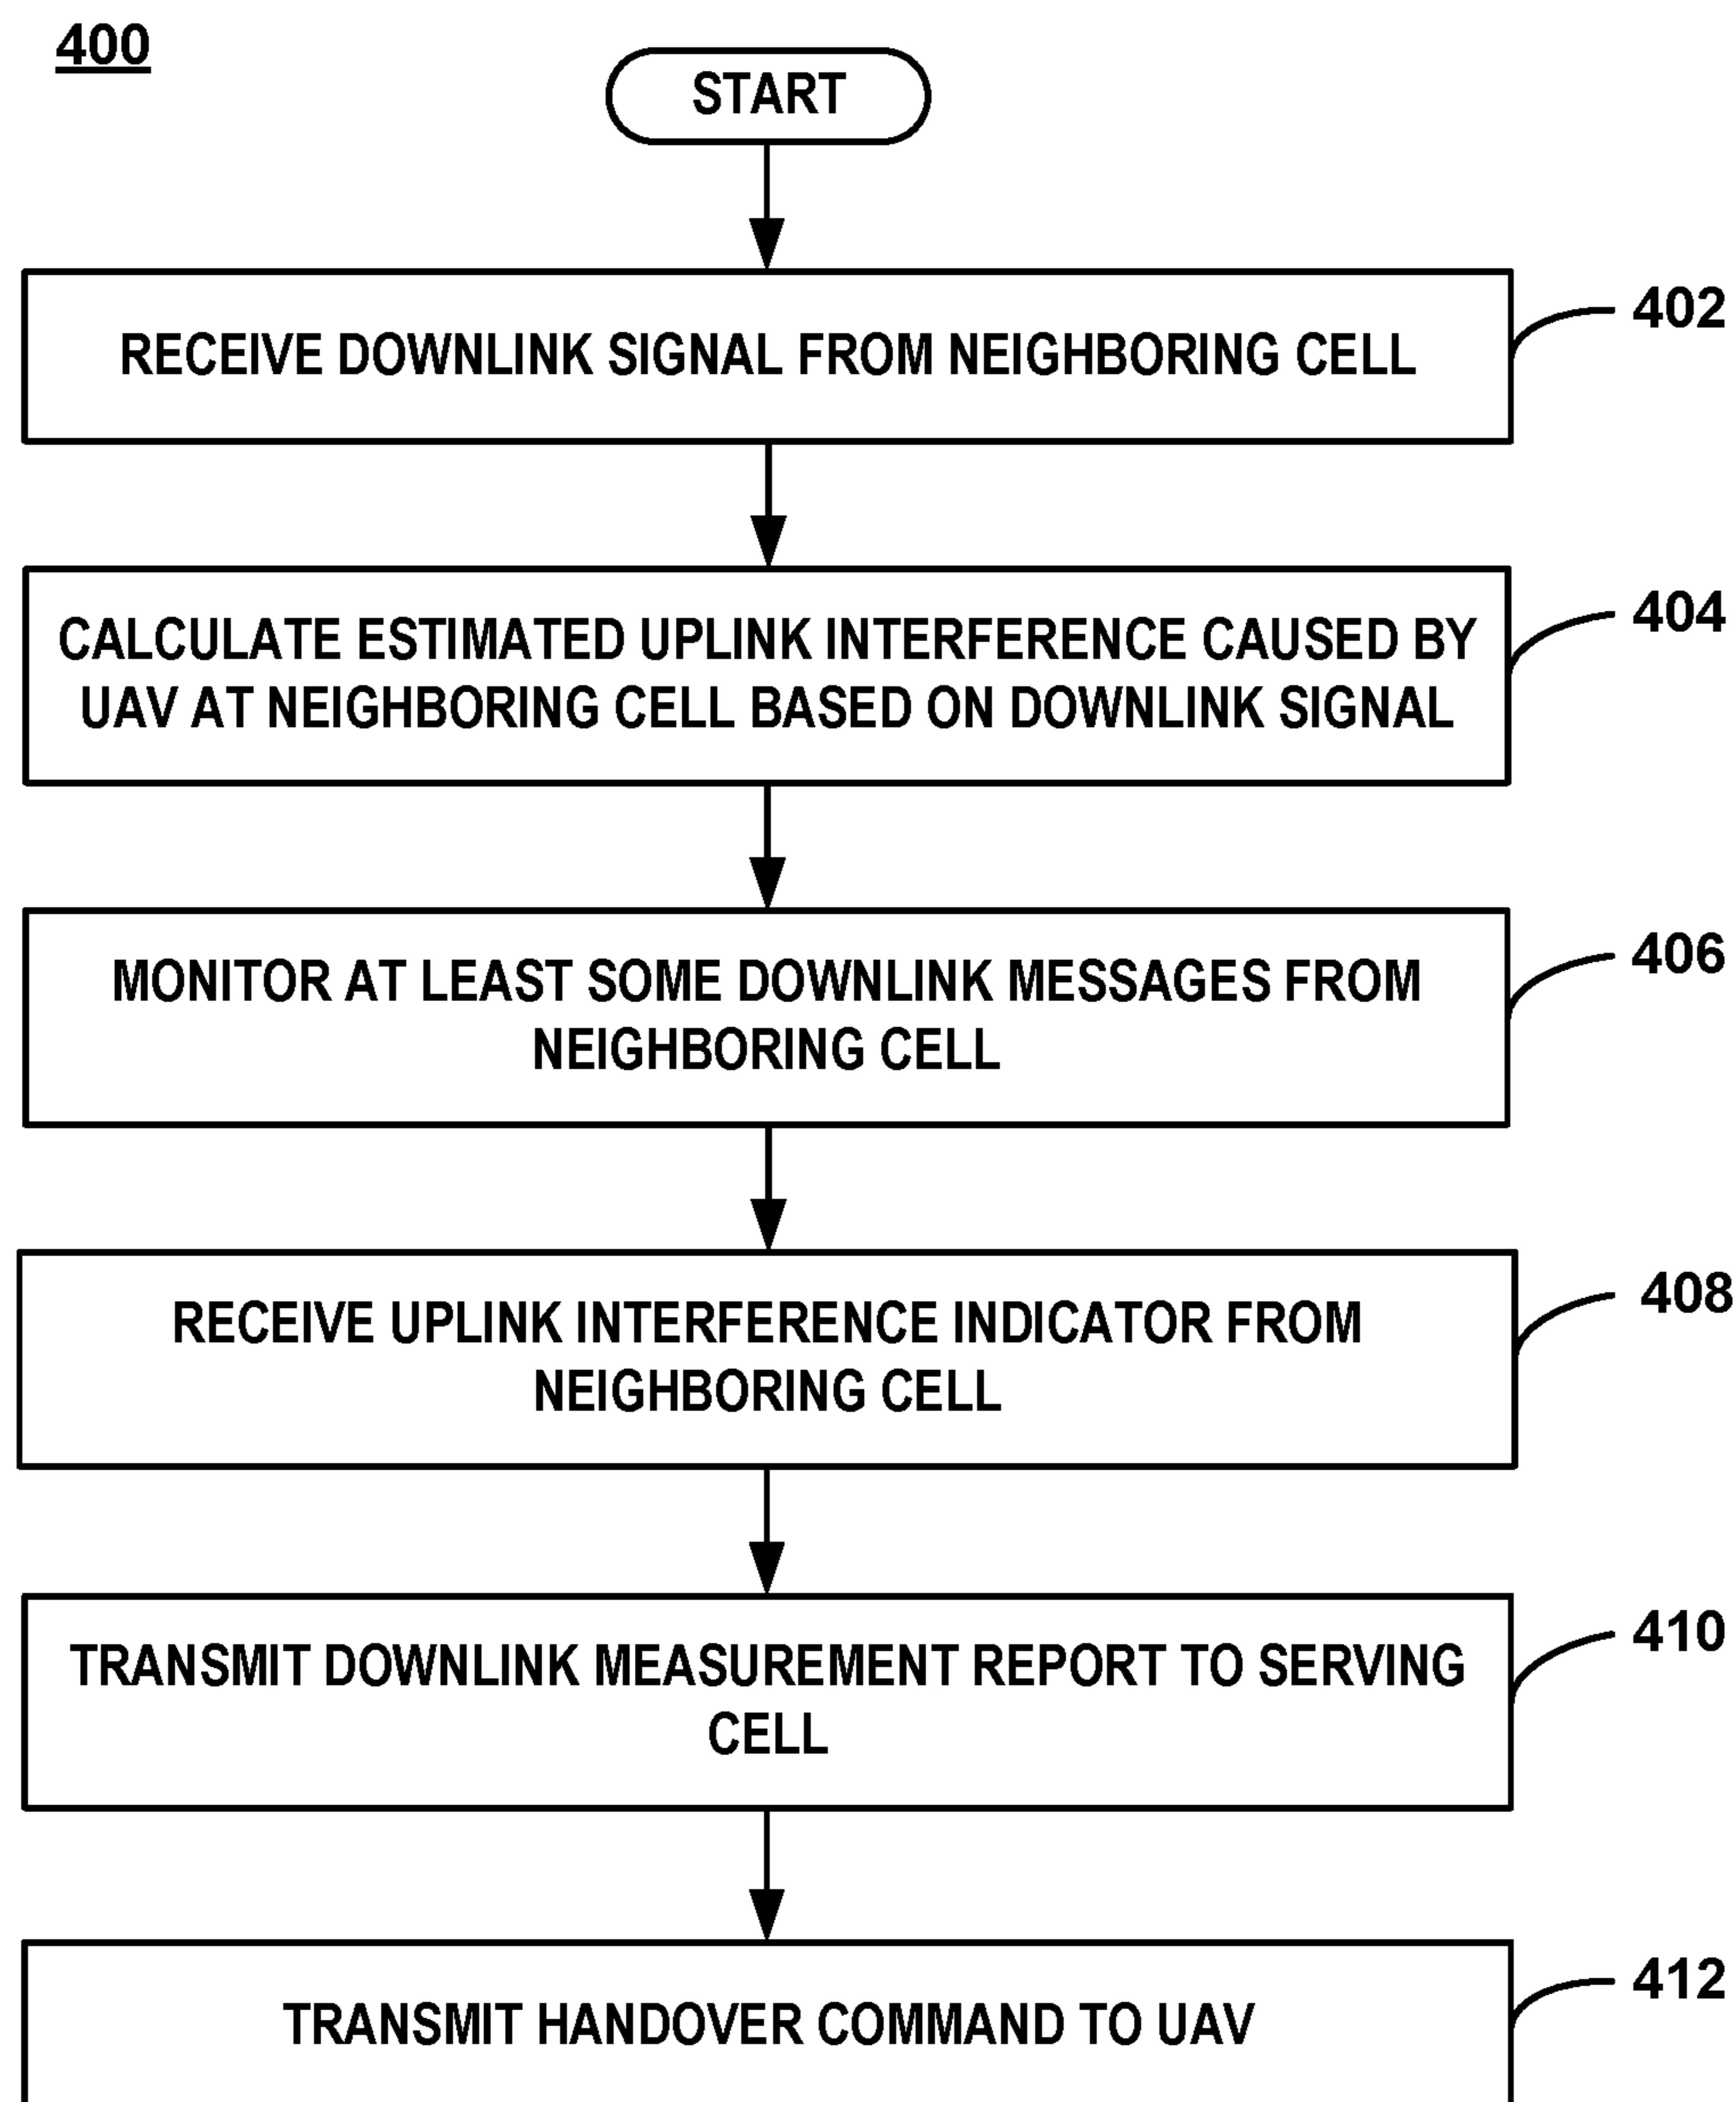 400
START
RECEIVE DOWNLINK SIGNAL FROM NEIGHBORING CELL
402
CALCULATE ESTIMATED UPLINK INTERFERENCE CAUSED BY
UAV AT NEIGHBORING CELL BASED ON DOWNLINK SIGNAL
404
MONITOR AT LEAST SOME DOWNLINK MESSAGES FROM
NEIGHBORING CELL
406
RECEIVE UPLINK INTERFERENCE INDICATOR FROM
NEIGHBORING CELL
408
TRANSMIT DOWNLINK MEASUREMENT REPORT TO SERVING
CELL
410
TRANSMIT HANDOVER COMMAND TO UAV
412